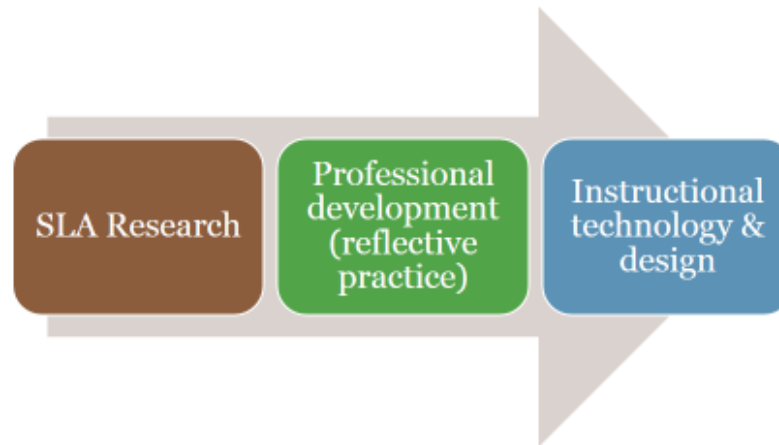 SLA Research
Professional
development
(reflective
practice)
Instructional
technology &
design